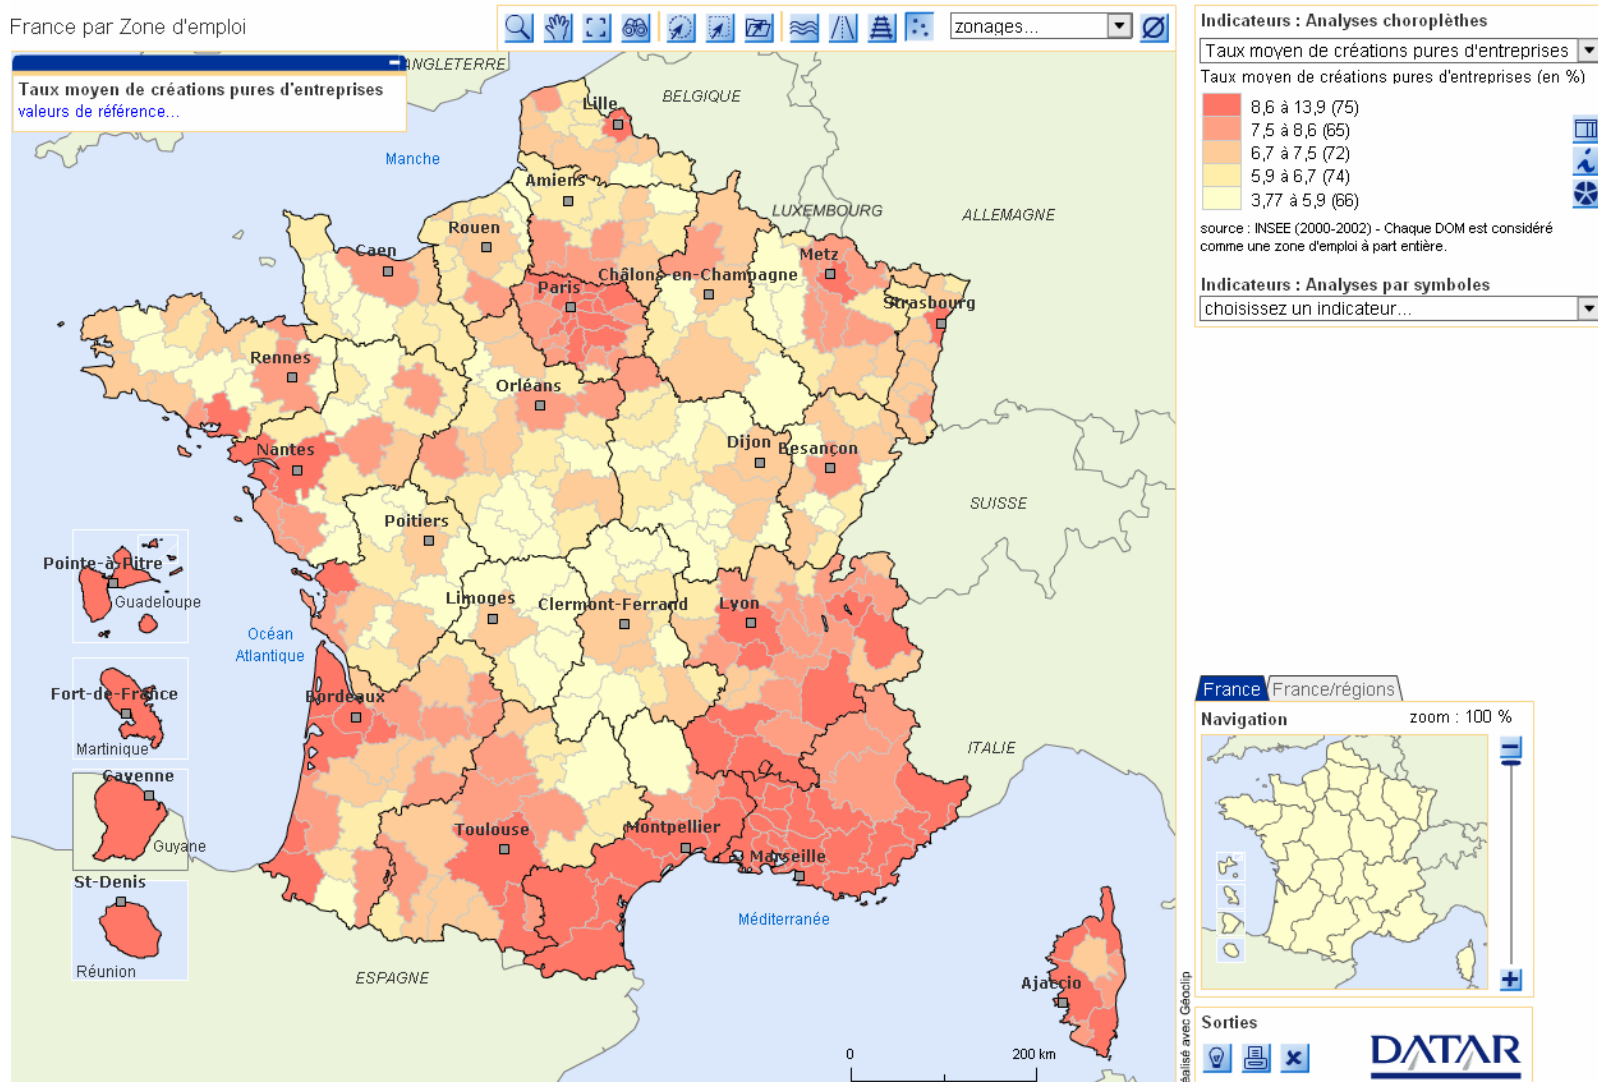 France par Zone d'emploi
zonages...
Taux moyen de créations pures d'entreprises
valeurs de référence...
ANGLETERRE
BELGIQUE
Lille
Manche
Amiens
LUXEMBOURG
ALLEMAGNE
Rouen
Caen
Metz
Châlons-en-Champagne
Paris
Strasbourg
Rennes
Orléans
Nantes
Dijon
Besançon
SUISSE
Poitiers
Pointe-à-Pitre
Guadeloupe
Limoges
Clermont-Ferrand
Lyon
Océan
Atlantique
Fort-de-France
Bordeaux
Martinique
ITALIE
Cayenne
Toulouse
Montpellier
Guyane
Marseille
St-Denis
Méditerranée
Réunion
ESPAGNE
Ajaccio
0 200 km
éalisé avec Géoclip
Indicateurs : Analyses choroplèthes
Taux moyen de créations pures d'entreprises
Taux moyen de créations pures d'entreprises (en %)
8,6 à 13,9 (75)
7,5 à 8,6 (65)
6,7 à 7,5 (72)
5,9 à 6,7 (74)
3,77 à 5,9 (66)
source : INSEE (2000-2002) - Chaque DOM est considéré
comme une zone d'emploi à part entière.
Indicateurs : Analyses par symboles
choisissez un indicateur...
France France/régions
Navigation zoom : 100 %
Sorties
DATAR